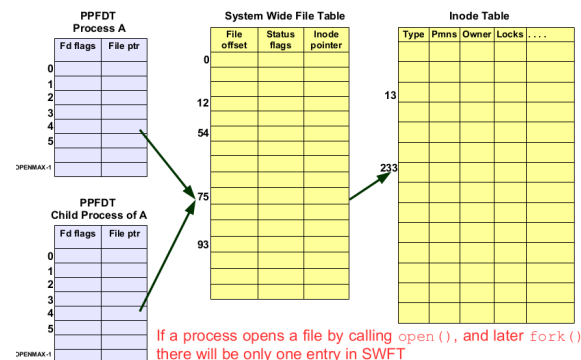 PPFDT
Process A
Fd flags File ptr
0
1
2
3
4
5
OPENMAX-1
PPFDT
Child Process of A
Fd flags File ptr
0
1
2
3
4
5
OPENMAX-1
System Wide File Table
File offset Status flags Inode pointer
0
12
54
75
93
Inode Table
Type Pmns Owner Locks ....
13
233
If a process opens a file by calling open(), and later fork()
there will be only one entry in SWFT